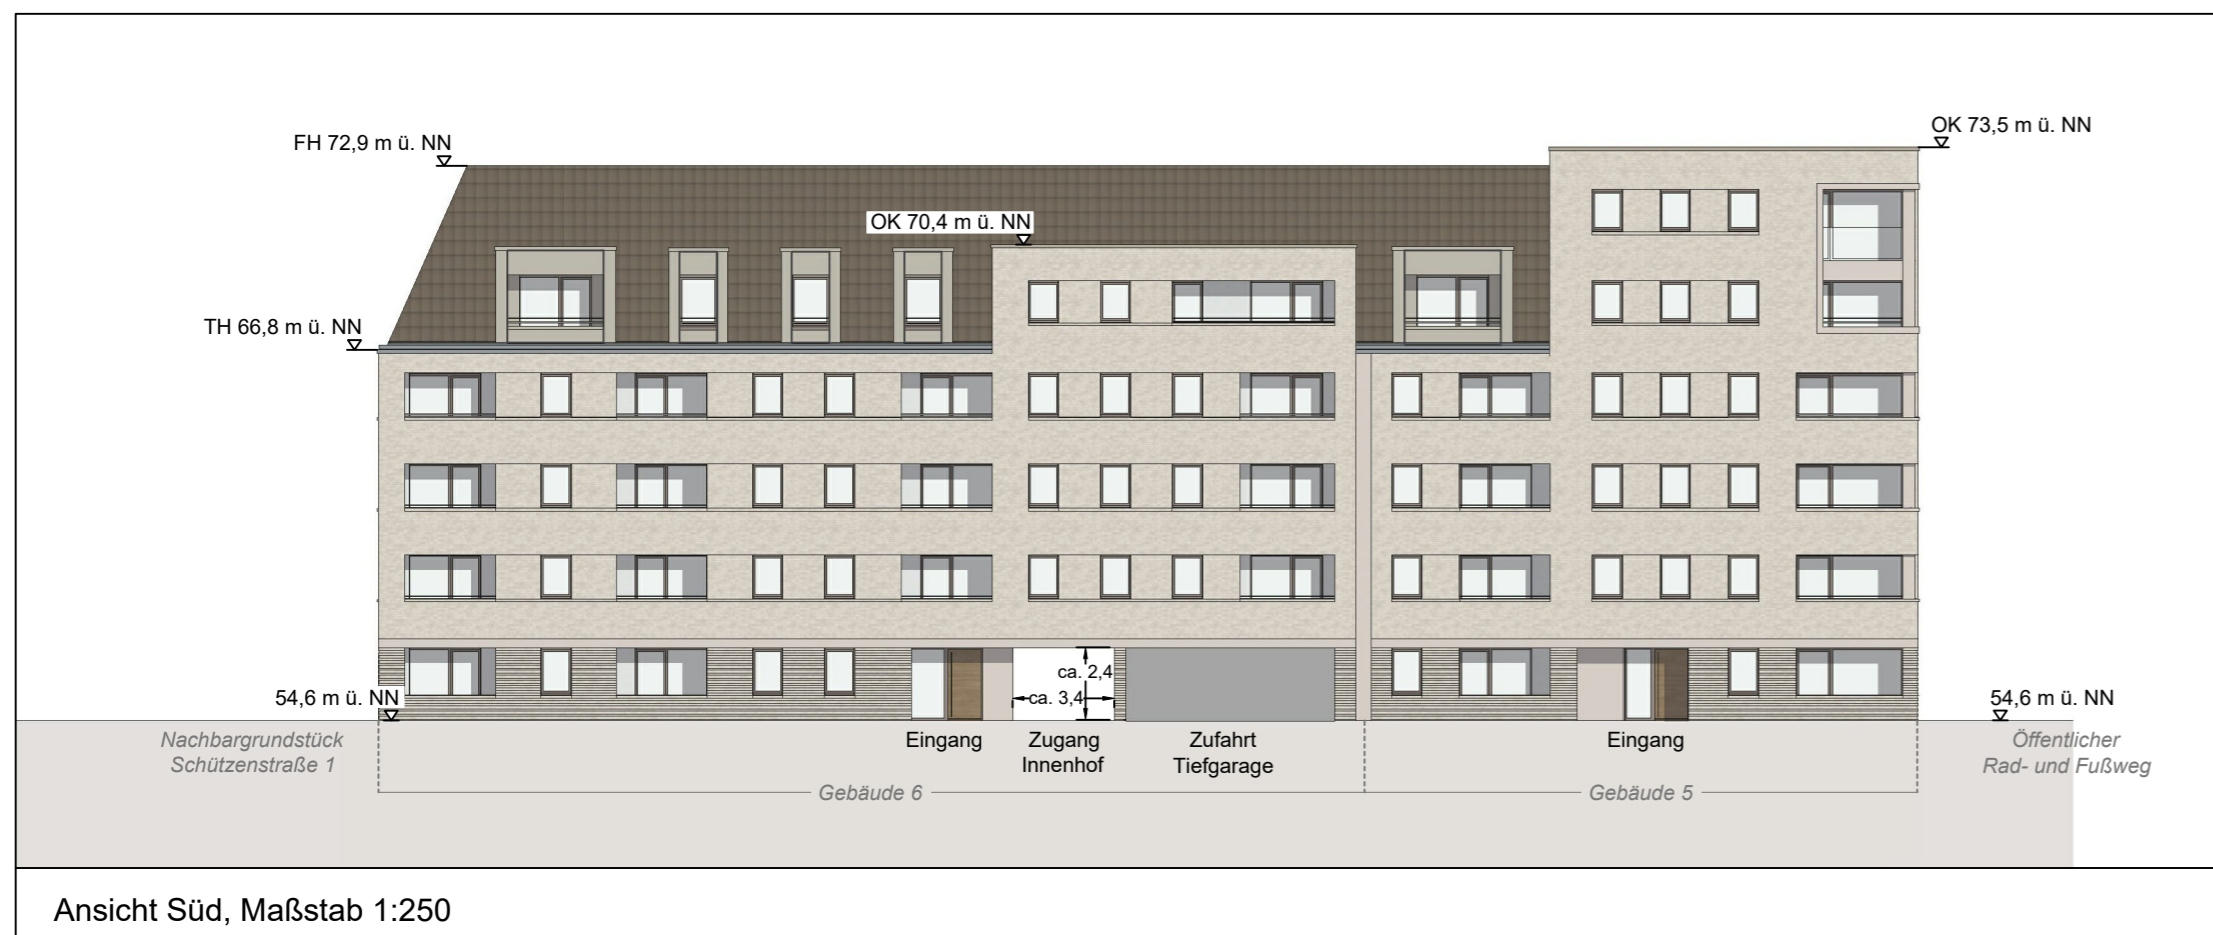 OK 73,5 m ü. NN
FH 72,9 m ü. NN
OK 70,4 m ü. NN
TH 66,8 m ü. NN
ca. 2,4
ca. 3,4
54,6 m ü. NN
54,6 m ü. NN
Nachbargrundstück
Schützenstraße 1
Eingang
Zugang
Innenhof
Zufahrt
Tiefgarage
Eingang
Öffentlicher
Rad- und Fußweg
Gebäude 6
Gebäude 5
Ansicht Süd, Maßstab 1:250